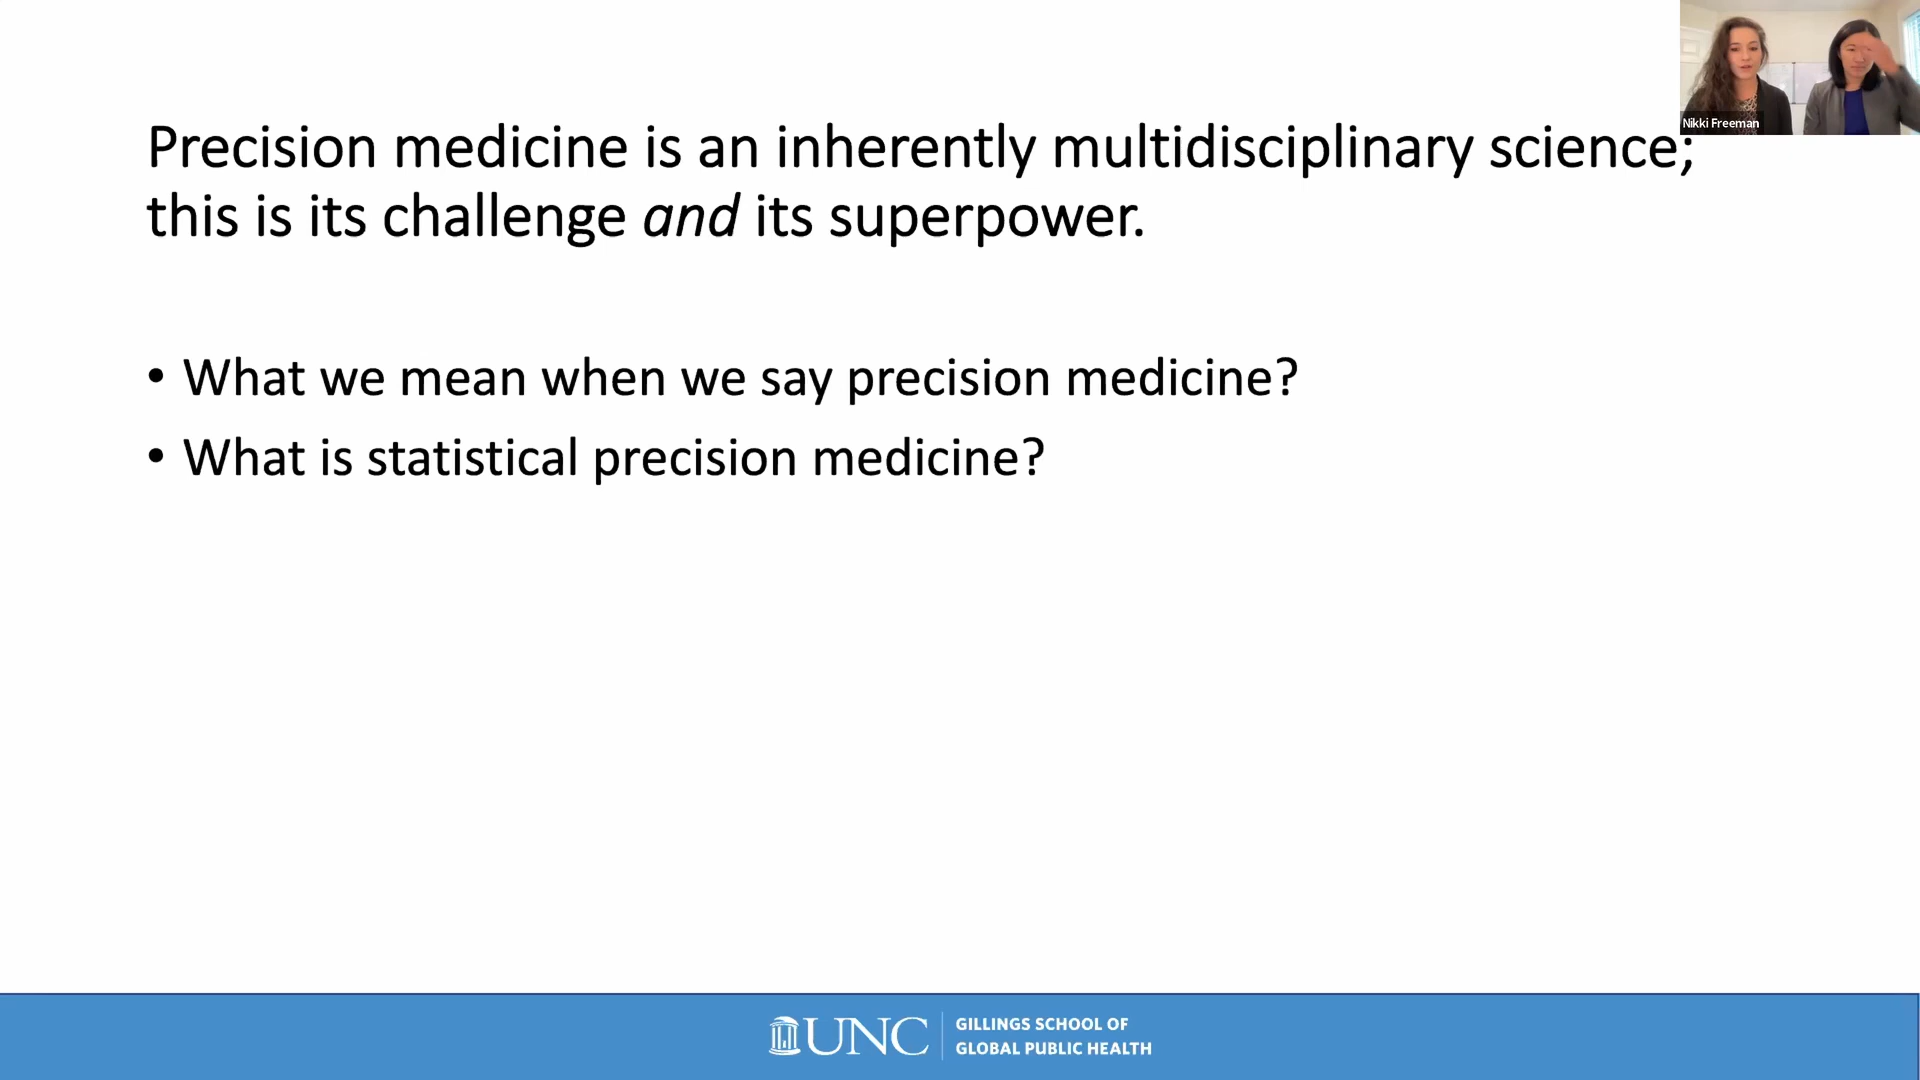 Nikki Freeman
Precision medicine is an inherently multidisciplinary science;
this is its challenge and its superpower.
• What we mean when we say precision medicine?
• What is statistical precision medicine?
UNC
GILLINGS SCHOOL OF
GLOBAL PUBLIC HEALTH